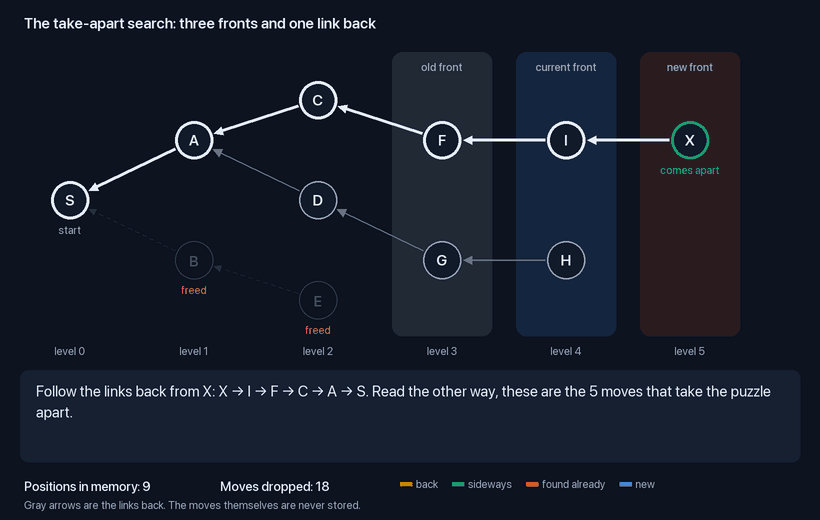 The take-apart search: three fronts and one link back
old front
current front
new front
C
A
F
I
X
comes apart
S
start
D
B
freed
G
H
E
freed
level 0
level 1
level 2
level 3
level 4
level 5
Follow the links back from X: X → I → F → C → A → S. Read the other way, these are the 5 moves that take the puzzle
apart.
Positions in memory: 9
Moves dropped: 18
back
sideways
found already
new
Gray arrows are the links back. The moves themselves are never stored.